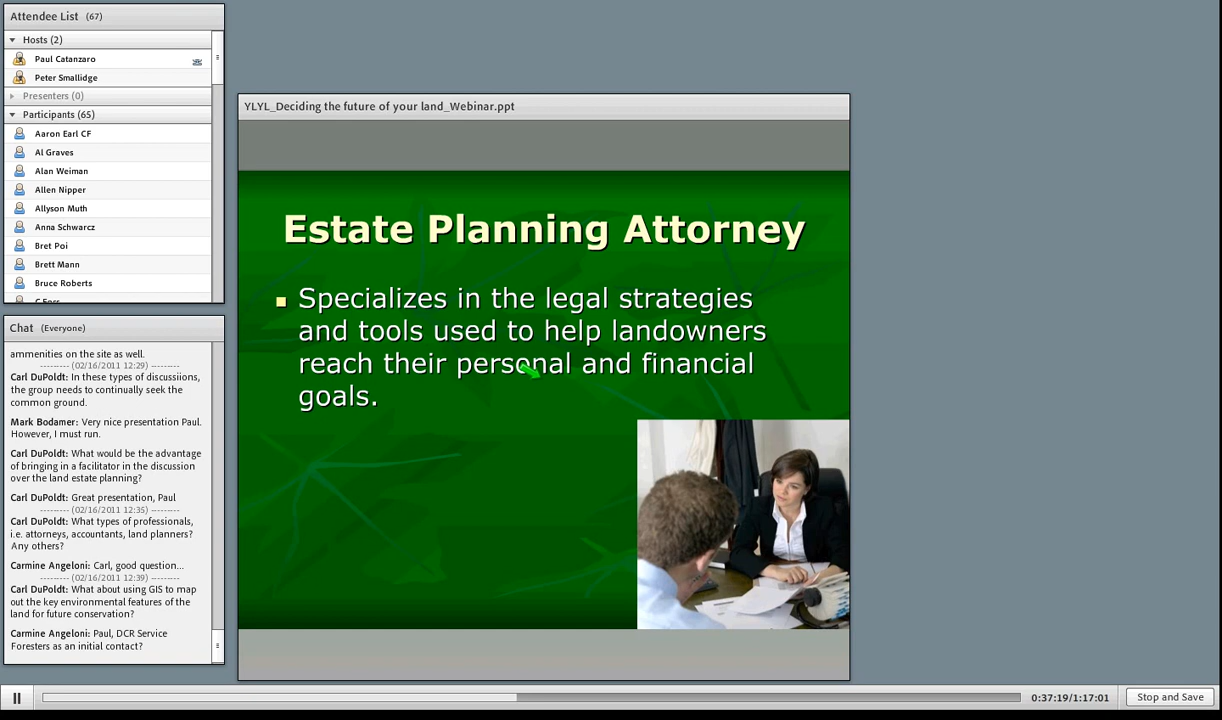 Attendee List (67)
Hosts (2)
Paul Catanzaro
Peter Smallidge
Presenters (0)
Participants (65)
Aaron Earl CF
Al Graves
Alan Weiman
Allen Nipper
Allyson Muth
Anna Schwarcz
Bret Poi
Brett Mann
Bruce Roberts
Chat (Everyone)
ammenities on the site as well.
--------- (02/16/2011 12:29) ---------
Carl DuPoldt: In these types of discussiions,
the group needs to continually seek the
common ground.
Mark Bodamer: Very nice presentation Paul.
However, I must run.
Carl DuPoldt: What would be the advantage
of bringing in a facilitator in the discussion
over the land estate planning?
Carl DuPoldt: Great presentation, Paul
--------- (02/16/2011 12:35) ---------
Carl DuPoldt: What types of professionals,
i.e. attorneys, accountants, land planners?
Any others?
Carmine Angeloni: Carl, good question...
--------- (02/16/2011 12:39) ---------
Carl DuPoldt: What about using GIS to map
out the key environmental features of the
land for future conservation?
Carmine Angeloni: Paul, DCR Service
Foresters as an initial contact?
YLYL_Deciding the future of your land_Webinar.ppt
Estate Planning Attorney
Specializes in the legal strategies
and tools used to help landowners
reach their personal and financial
goals.
0:37:19/1:17:01
Stop and Save